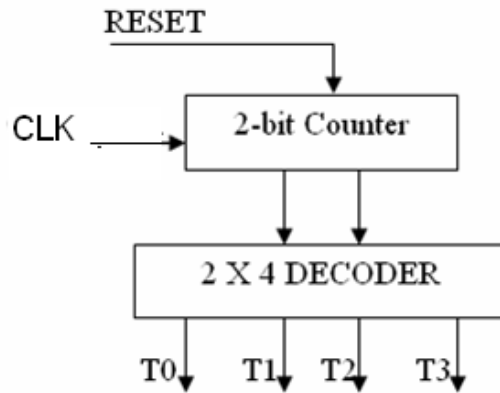 RESET
CLK
2-bit Counter
2 X 4 DECODER
T0 T1 T2 T3